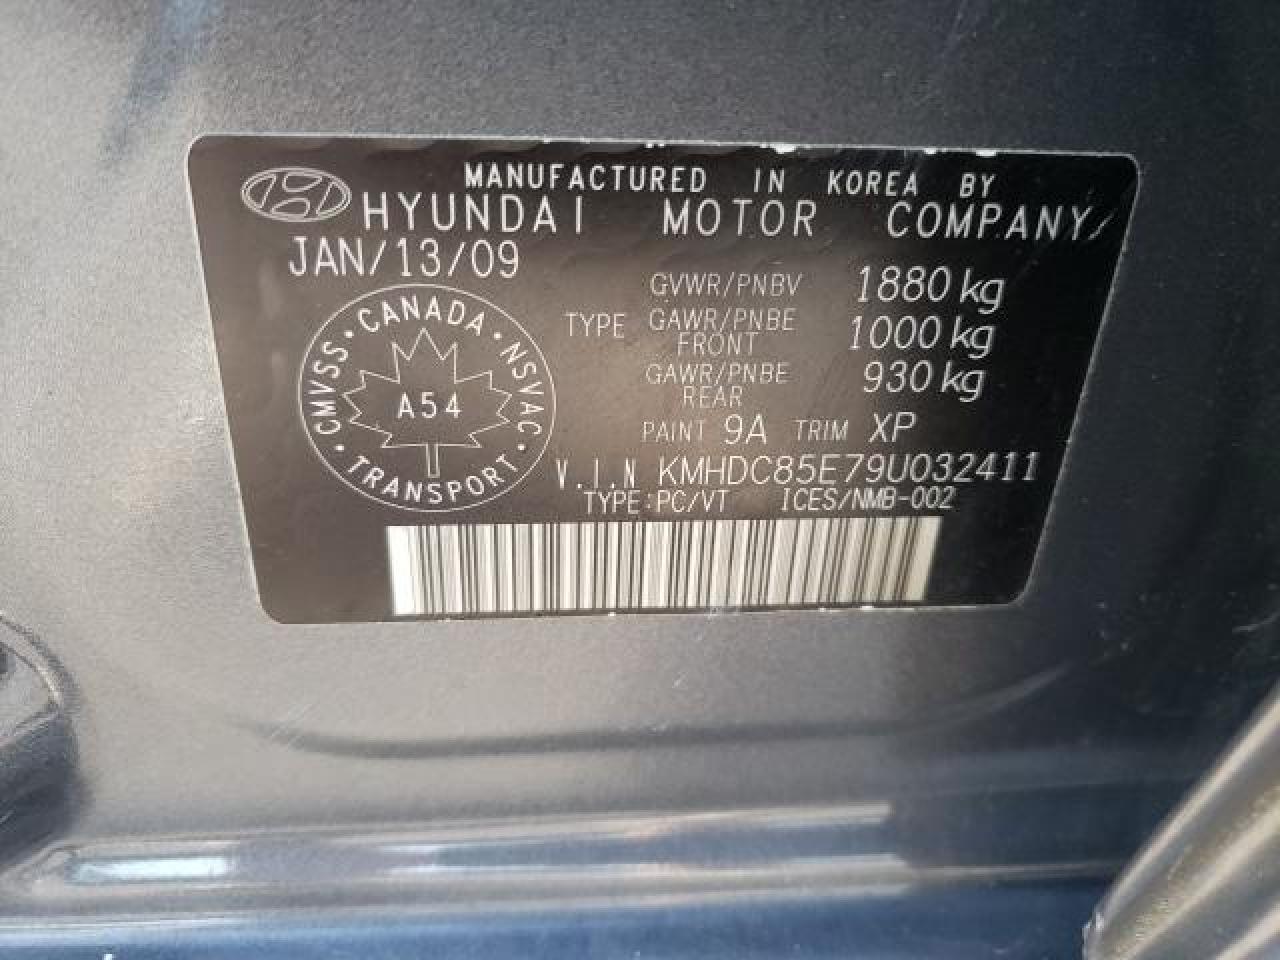 MANUFACTURED IN KOREA BY
HYUNDAI MOTOR COMPANY
JAN/13/09
GVWR/PNBV 1880 kg
TYPE GAWR/PNBE FRONT 1000 kg
GAWR/PNBE REAR 930 kg
PAINT 9A TRIM XP
V.I.N KMHDC85E79U032411
TYPE:PC/VT ICES/NMB-002
CMVSS · CANADA · NSVAC · TRANSPORT ·
A54